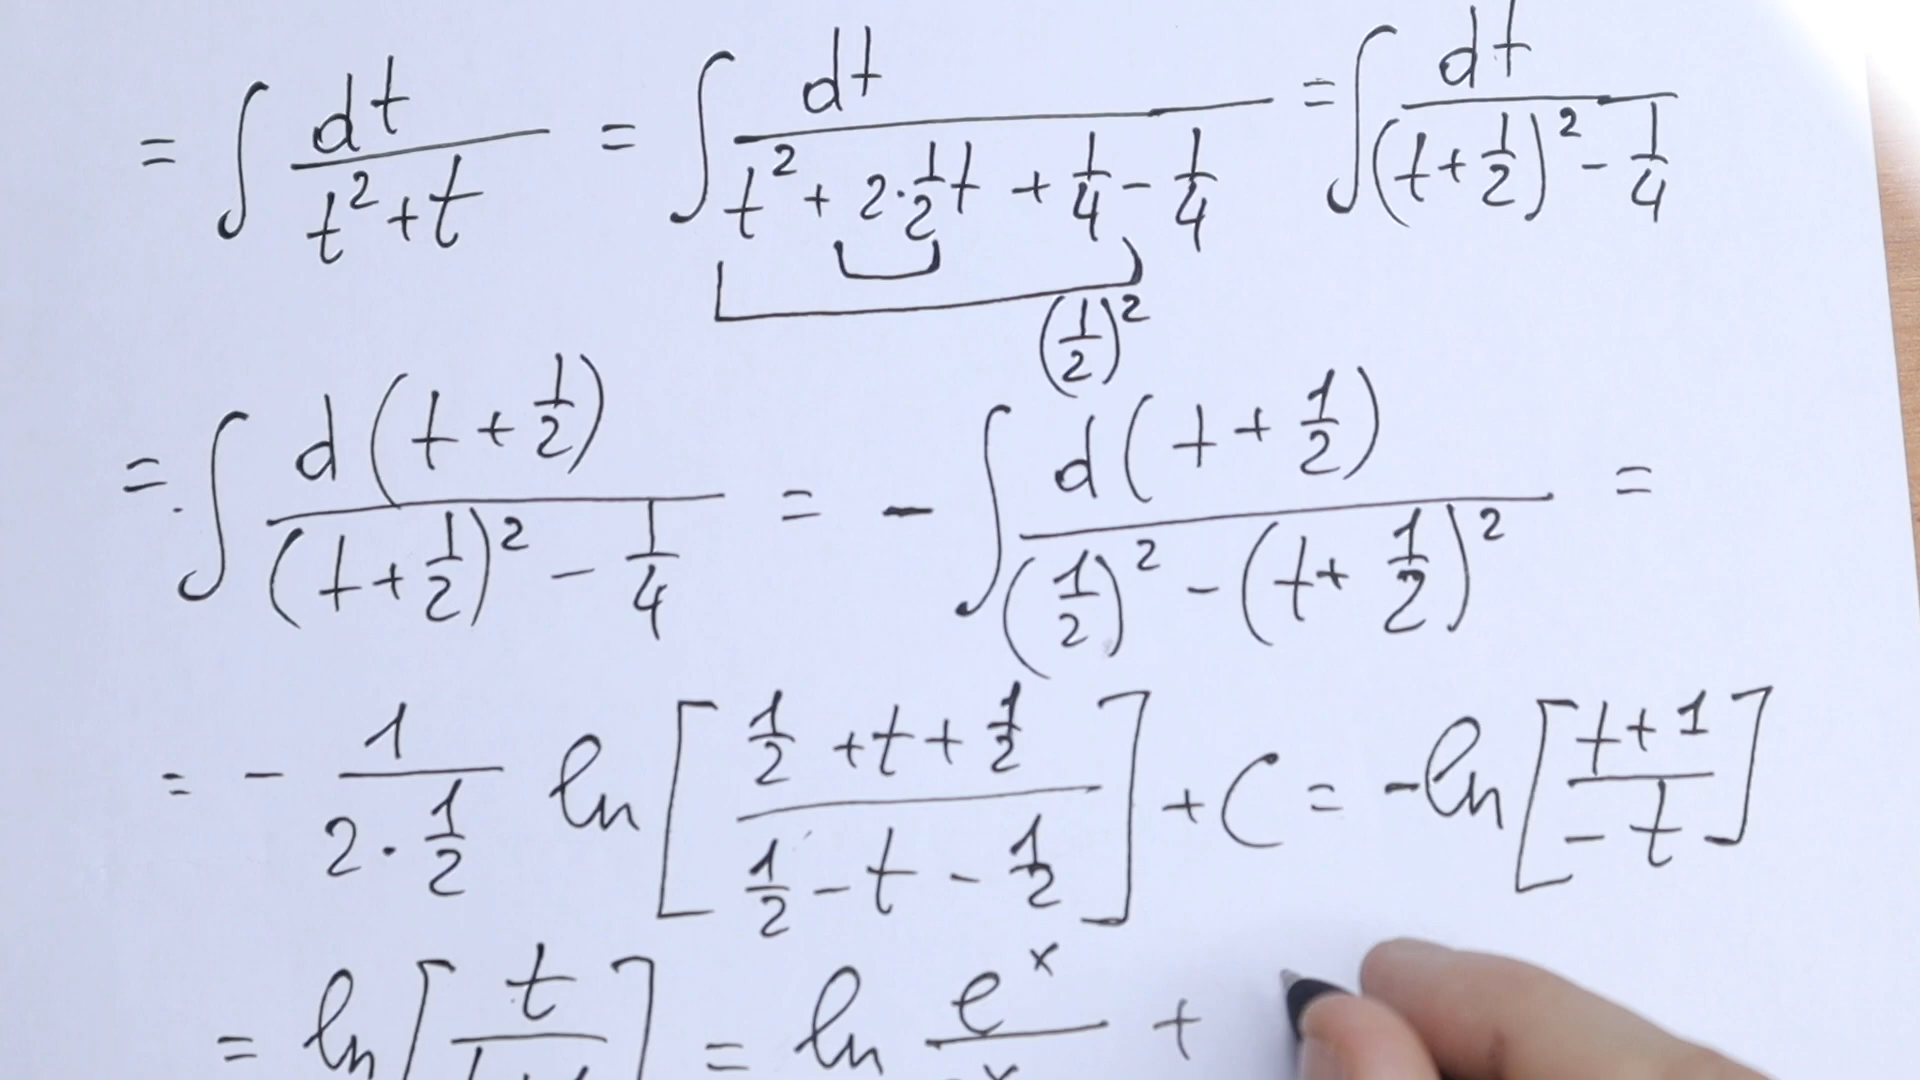 = ∫ dt / (t² + t) = ∫ dt / (t² + 2·½t + ¼ - ¼) = ∫ dt / ((t + ½)² - ¼)
(½)²
= ∫ d(t + ½) / ((t + ½)² - ¼) = - ∫ d(t + ½) / ((½)² - (t + ½)²) =
= - 1 / (2·½) ln [(½ + t + ½) / (½ - t - ½)] + C = -ln [(t + 1) / (-t)]
= ln [t / ] = ln e^x / +